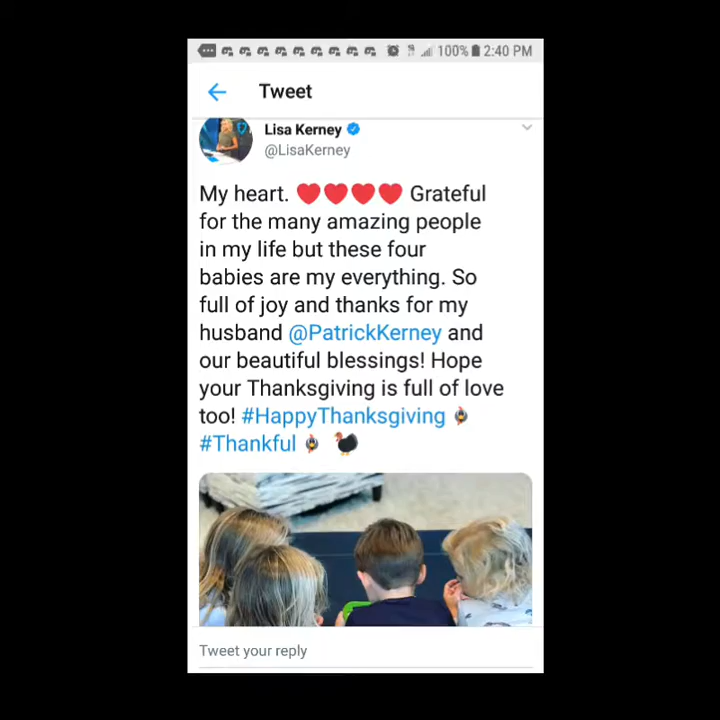 100% 2:40 PM
Tweet
Lisa Kerney
@LisaKerney
My heart. ❤️❤️❤️❤️ Grateful
for the many amazing people
in my life but these four
babies are my everything. So
full of joy and thanks for my
husband @PatrickKerney and
our beautiful blessings! Hope
your Thanksgiving is full of love
too! #HappyThanksgiving
#Thankful 🦃
Tweet your reply